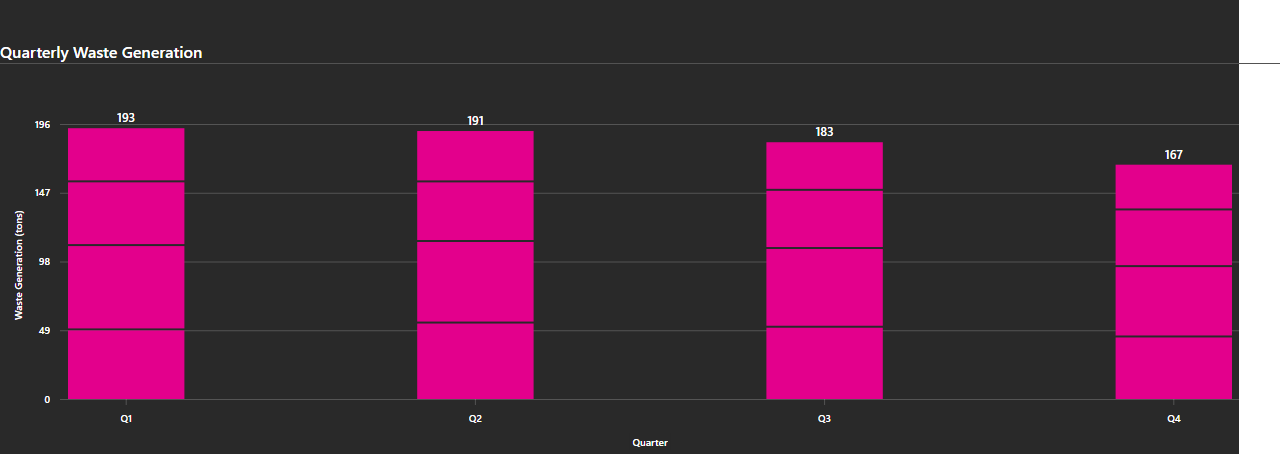 Quarterly Waste Generation
193
191
183
167
196
147
98
49
0
Waste Generation (tons)
Q1
Q2
Q3
Q4
Quarter